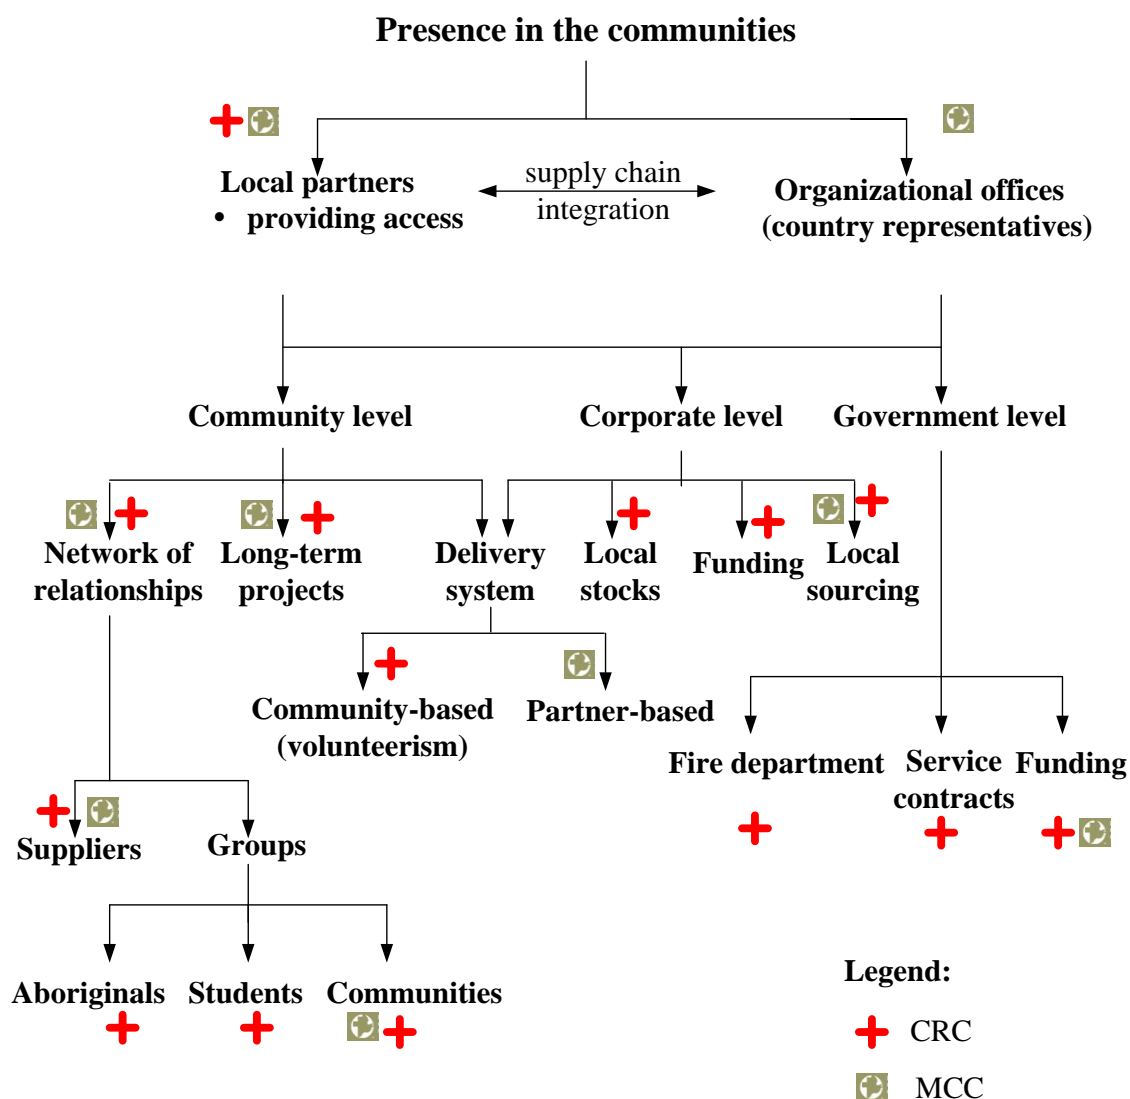 Presence in the communities
Local partners
• providing access
supply chain
integration
Organizational offices
(country representatives)
Community level
Corporate level
Government level
Network of
relationships
Long-term
projects
Delivery
system
Local
stocks
Funding
Local
sourcing
Community-based
(volunteerism)
Partner-based
Fire department
Service
contracts
Funding
Suppliers
Groups
Aboriginals
Students
Communities
Legend:
CRC
MCC